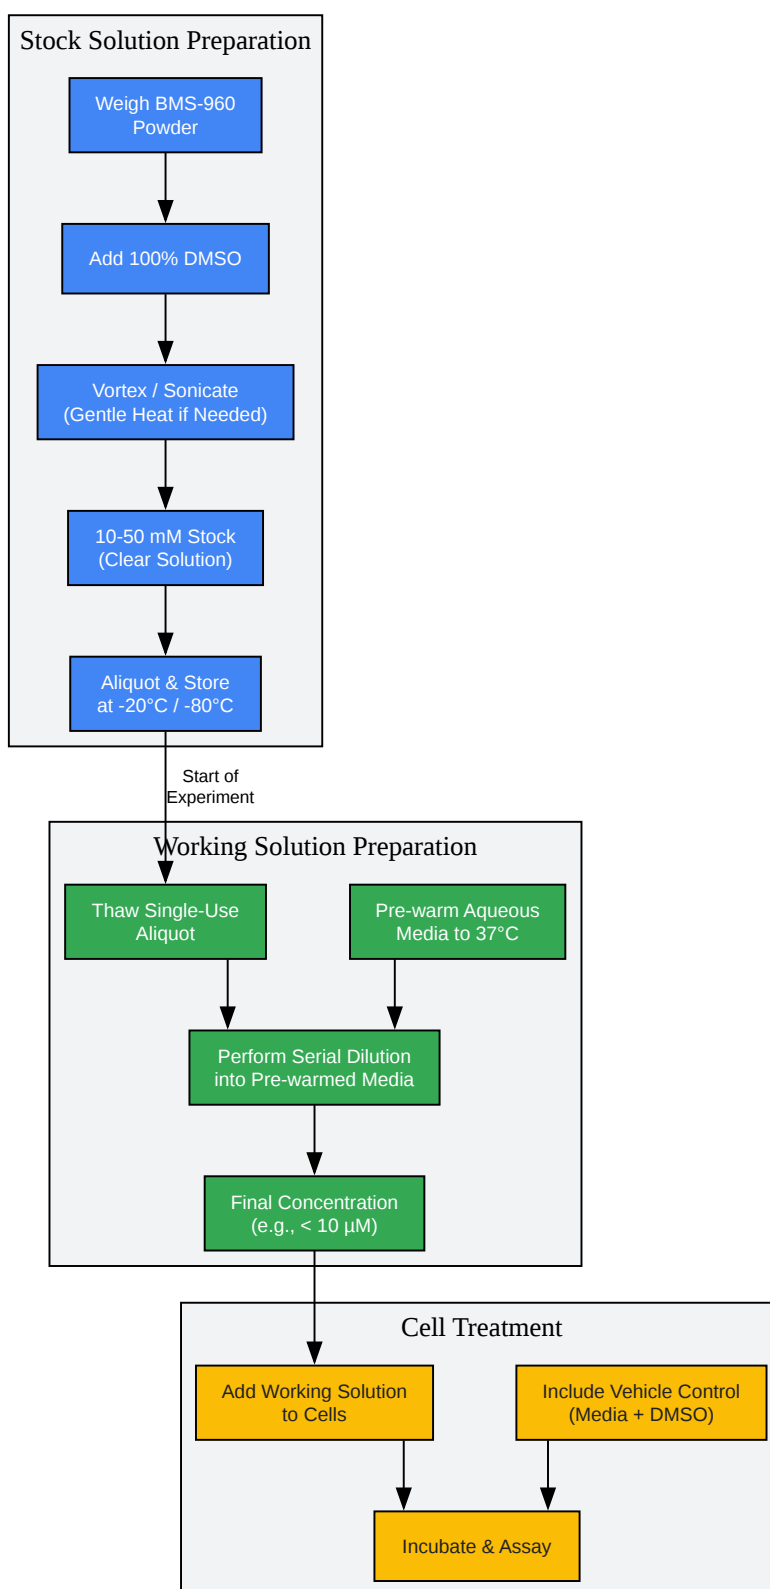 Stock Solution Preparation
Weigh BMS-960
Powder
Add 100% DMSO
Vortex / Sonicate
(Gentle Heat if Needed)
10-50 mM Stock
(Clear Solution)
Aliquot & Store
at -20°C / -80°C
Start of
Experiment
Working Solution Preparation
Thaw Single-Use
Aliquot
Pre-warm Aqueous
Media to 37°C
Perform Serial Dilution
into Pre-warmed Media
Final Concentration
(e.g., < 10 µM)
Cell Treatment
Add Working Solution
to Cells
Include Vehicle Control
(Media + DMSO)
Incubate & Assay